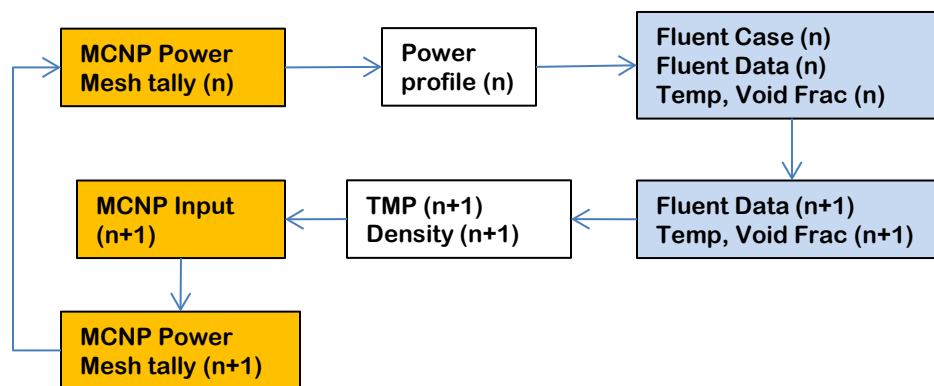 MCNP Power
Mesh tally (n)
Power
profile (n)
Fluent Case (n)
Fluent Data (n)
Temp, Void Frac (n)
MCNP Input
(n+1)
TMP (n+1)
Density (n+1)
Fluent Data (n+1)
Temp, Void Frac (n+1)
MCNP Power
Mesh tally (n+1)